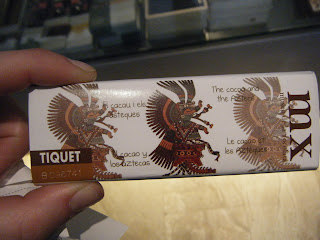 El cacau i els
Asteques
The cocoa and
the Aztecs
El cacao y
los aztecas
Le cacao et
les Aztèques
mx
TIQUET
B 096741